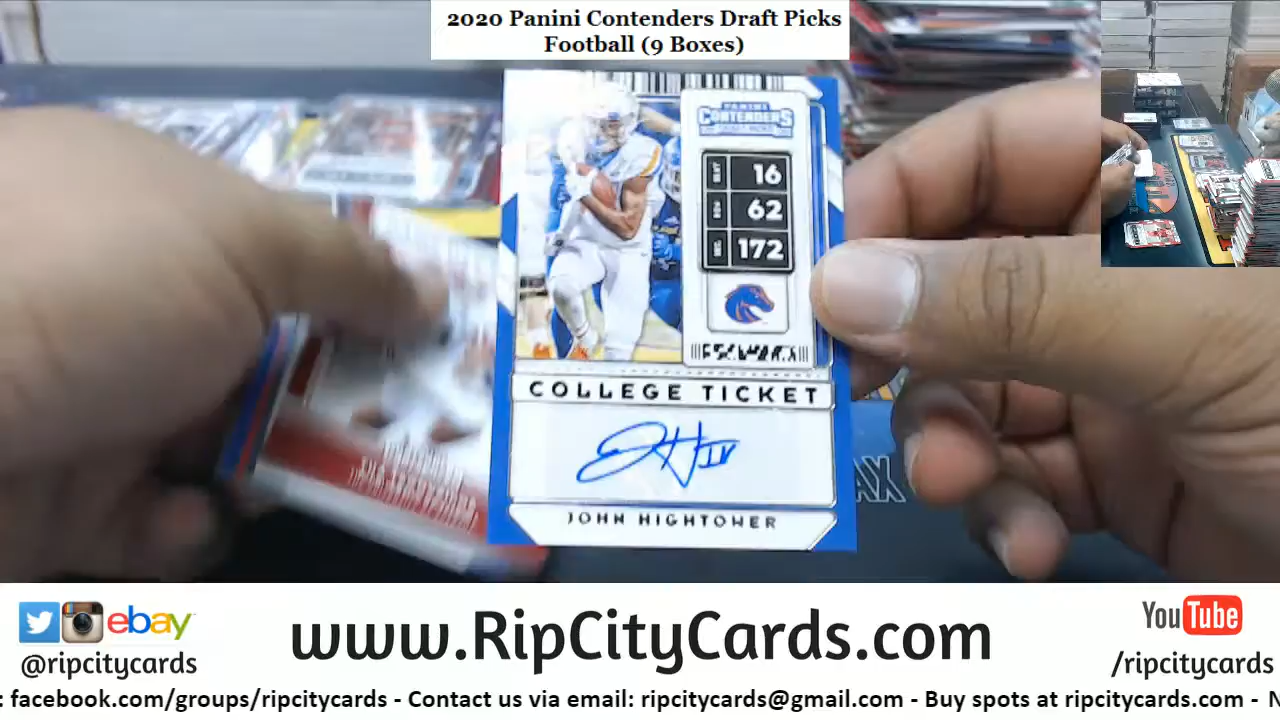 2020 Panini Contenders Draft Picks
Football (9 Boxes)
PANINI
CONTENDERS
16
62
172
COLLEGE TICKET
JOHN HIGHTOWER
ebay
@ripcitycards
www.RipCityCards.com
YouTube
/ripcitycards
: facebook.com/groups/ripcitycards - Contact us via email: ripcitycards@gmail.com - Buy spots at ripcitycards.com - N